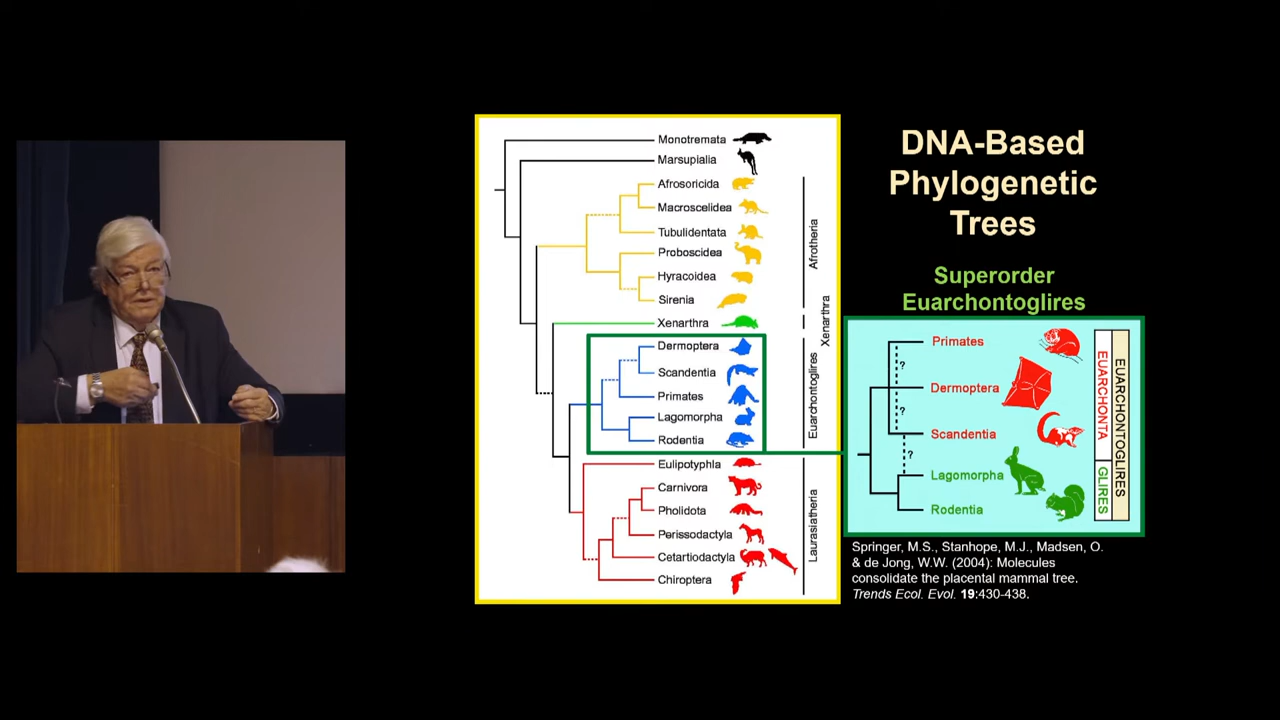 Monotremata
Marsupialia
Afrosoricida
Macroscelidea
Tubulidentata
Proboscidea
Hyracoidea
Sirenia
Xenarthra
Dermoptera
Scandentia
Primates
Lagomorpha
Rodentia
Eulipotyphla
Carnivora
Pholidota
Perissodactyla
Cetartiodactyla
Chiroptera
Afrotheria
Xenarthra
Euarchontoglires
Laurasiatheria
DNA-Based
Phylogenetic
Trees
Superorder
Euarchontoglires
Primates
?
Dermoptera
?
Scandentia
?
Lagomorpha
Rodentia
EUARCHONTA
GLIRES
EUARCHONTOGLIRES
Springer, M.S., Stanhope, M.J., Madsen, O.
& de Jong, W.W. (2004): Molecules
consolidate the placental mammal tree.
Trends Ecol. Evol. 19:430-438.